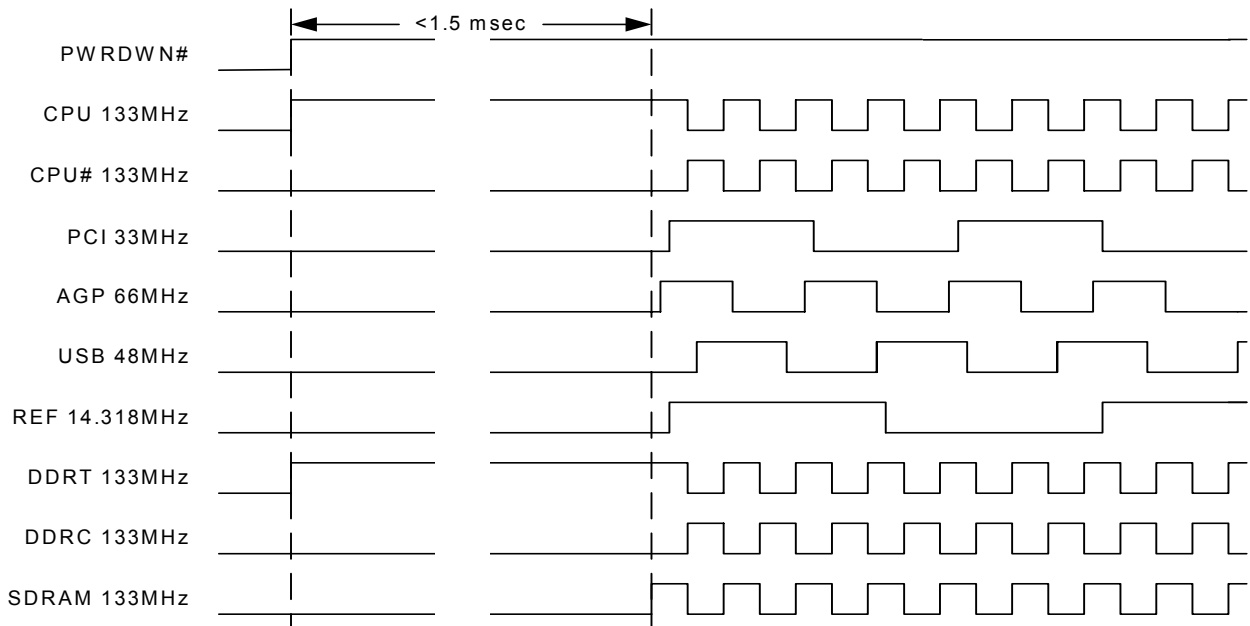 <1.5 msec
PWRDWN#
CPU 133MHz
CPU# 133MHz
PCI 33MHz
AGP 66MHz
USB 48MHz
REF 14.318MHz
DDRT 133MHz
DDRC 133MHz
SDRAM 133MHz